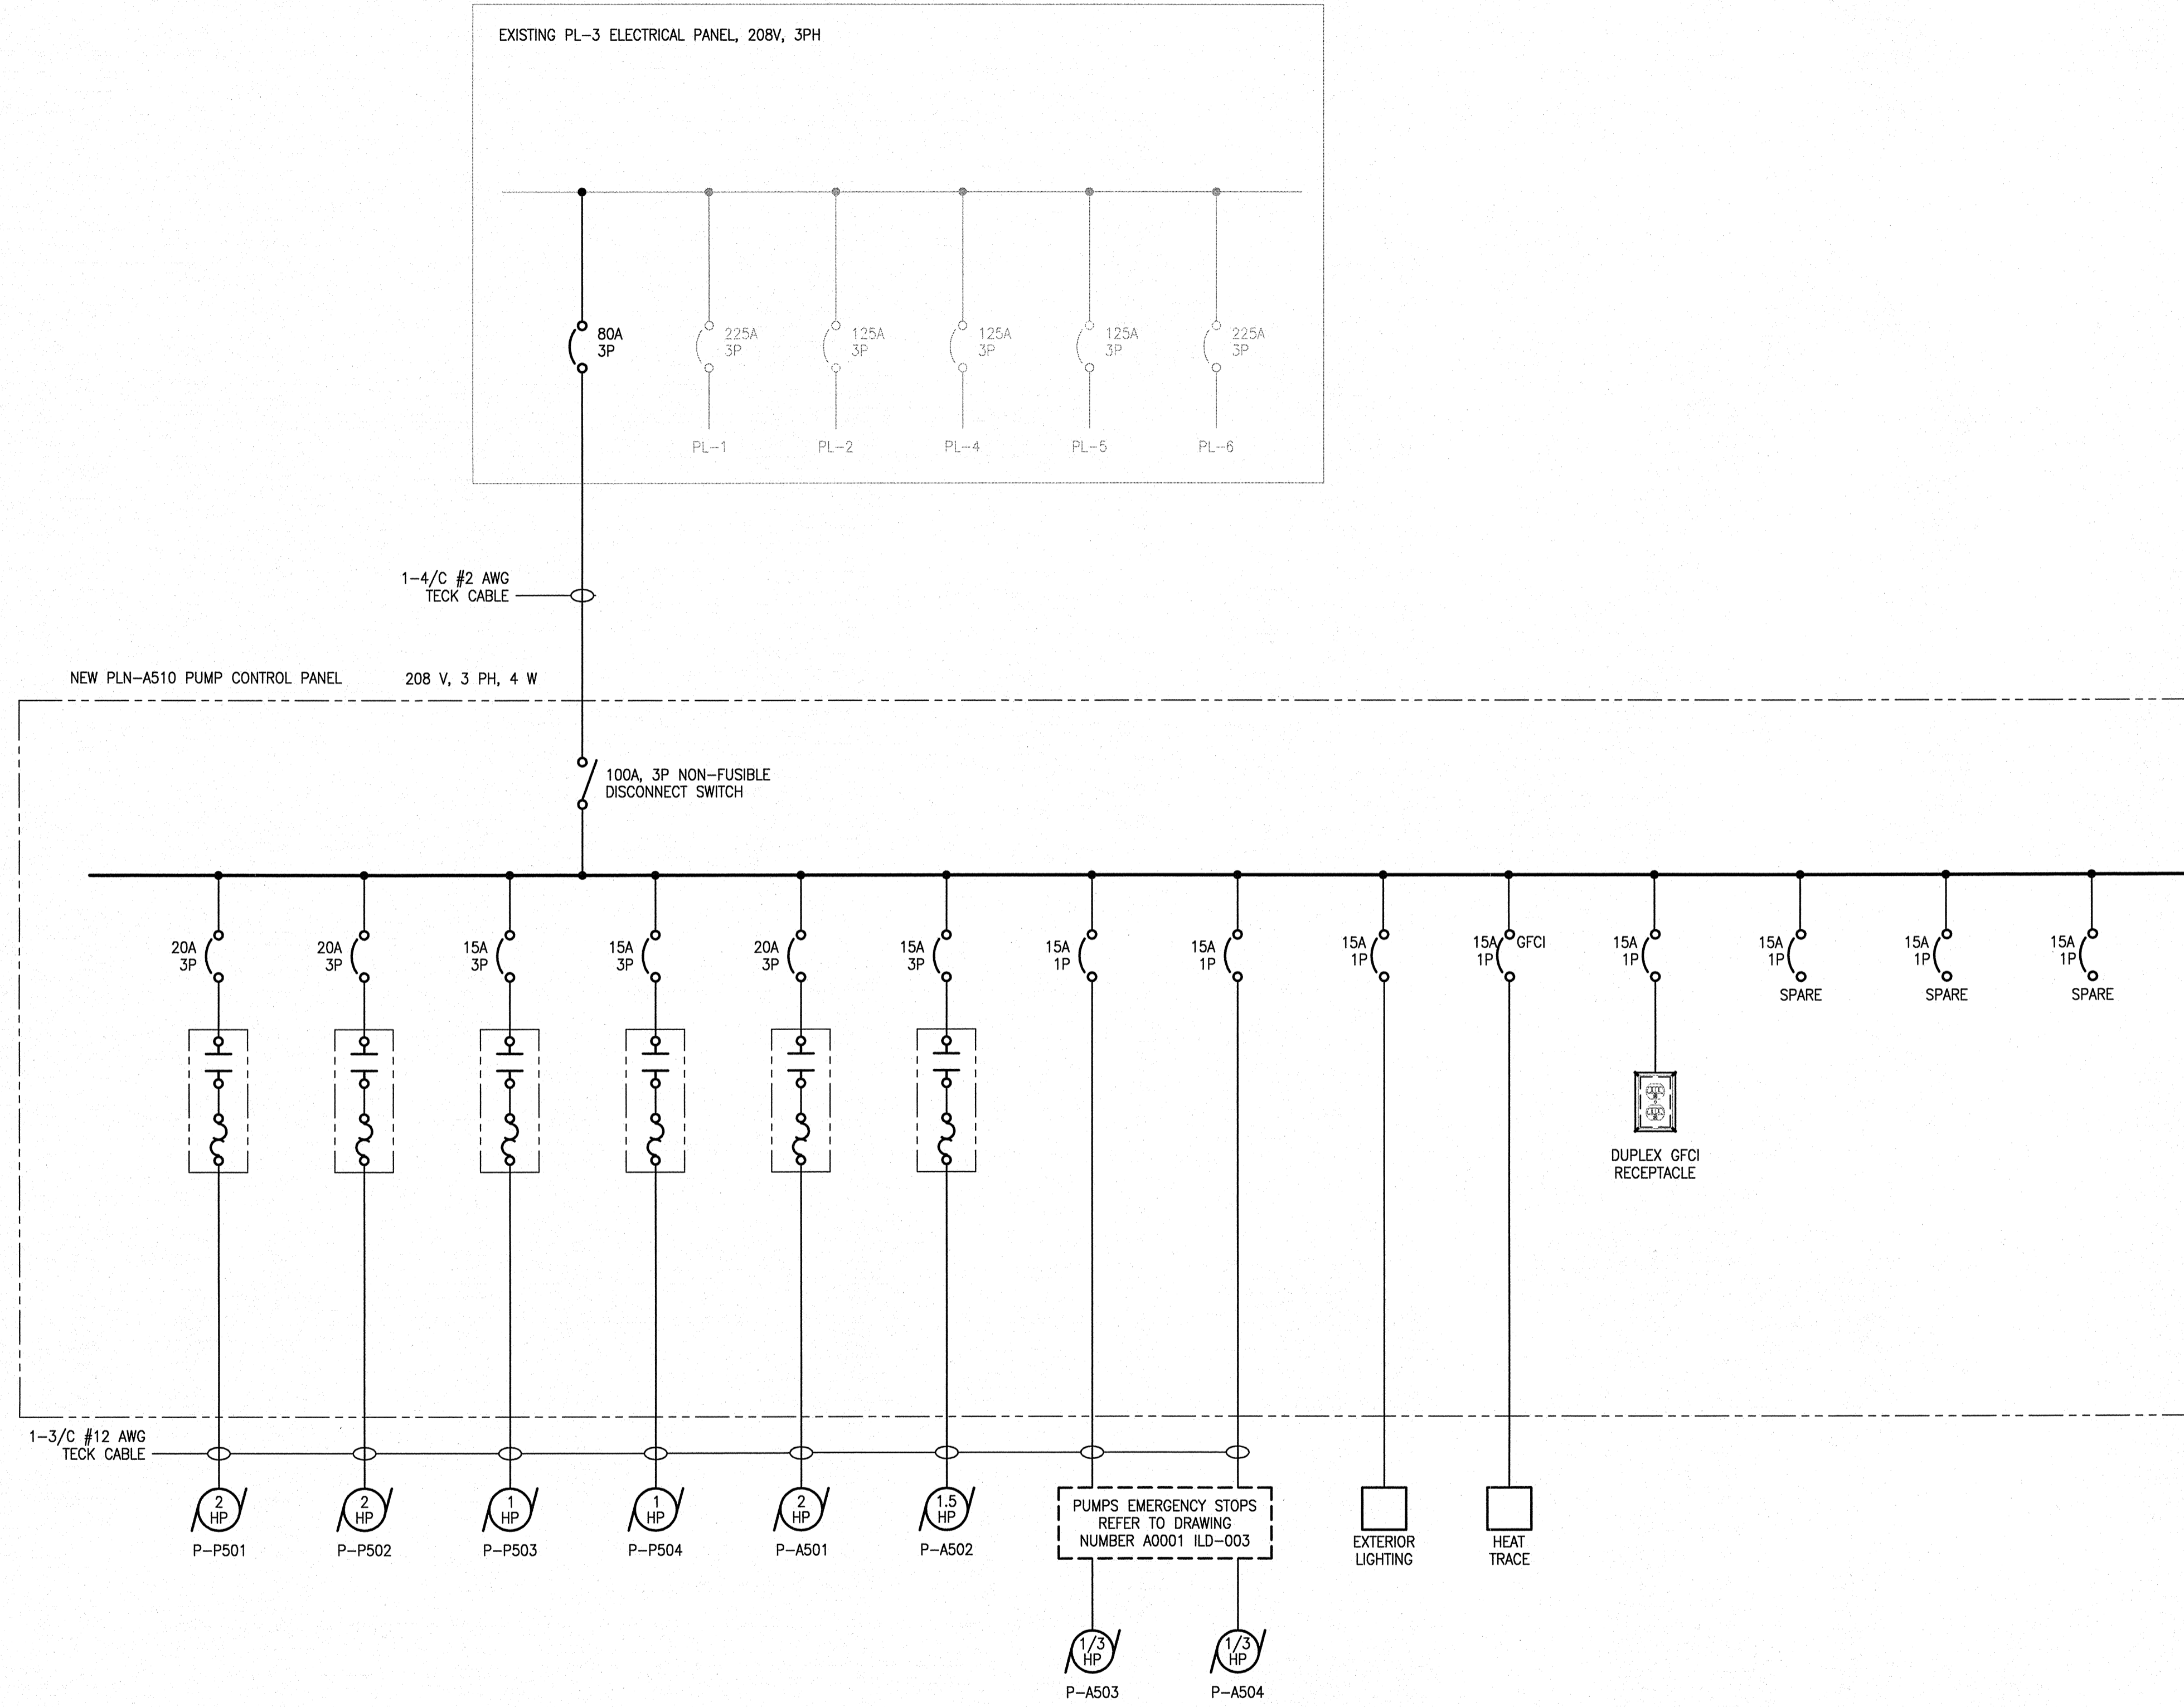 EXISTING PL-3 ELECTRICAL PANEL, 208V, 3PH
80A
3P
225A
3P
125A
3P
125A
3P
125A
3P
225A
3P
PL-1
PL-2
PL-4
PL-5
PL-6
1-4/C #2 AWG
TECK CABLE
NEW PLN-A510 PUMP CONTROL PANEL
208 V, 3 PH, 4 W
100A, 3P NON-FUSIBLE
DISCONNECT SWITCH
20A
3P
20A
3P
15A
3P
15A
3P
20A
3P
15A
3P
15A
1P
15A
1P
15A
1P
15A
1P
GFCI
15A
1P
15A
1P
SPARE
15A
1P
SPARE
15A
1P
SPARE
DUPLEX GFCI
RECEPTACLE
1-3/C #12 AWG
TECK CABLE
2
HP
P-P501
2
HP
P-P502
1
HP
P-P503
1
HP
P-P504
2
HP
P-A501
1.5
HP
P-A502
PUMPS EMERGENCY STOPS
REFER TO DRAWING
NUMBER A0001 ILD-003
EXTERIOR
LIGHTING
HEAT
TRACE
1/3
HP
P-A503
1/3
HP
P-A504